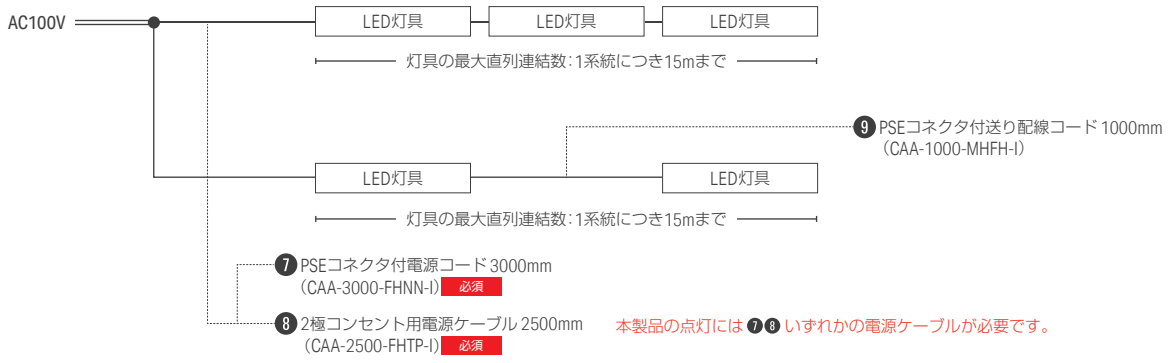 AC100V
LED灯具
LED灯具
LED灯具
灯具の最大直列連結数:1系統につき15mまで
❾ PSEコネクタ付送り配線コード 1000mm
(CAA-1000-MHFH-I)
LED灯具
LED灯具
灯具の最大直列連結数:1系統につき15mまで
❼ PSEコネクタ付電源コード 3000mm
(CAA-3000-FHNN-I) 必須
❽ 2極コンセント用電源ケーブル 2500mm
(CAA-2500-FHTP-I) 必須
本製品の点灯には ❼❽ いずれかの電源ケーブルが必要です。